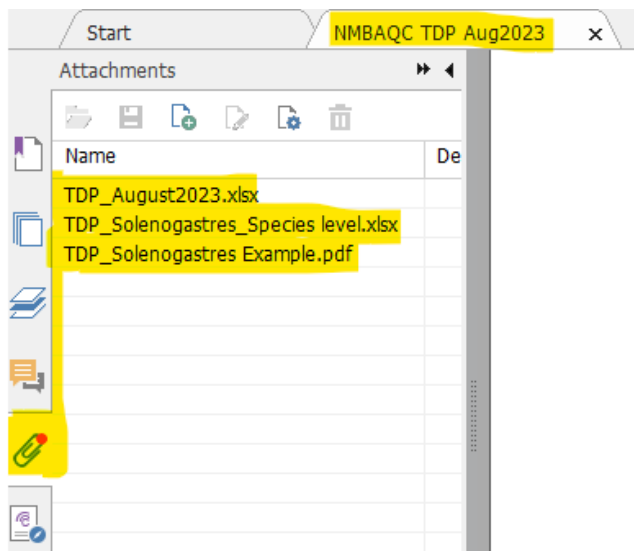 Start
NMBAQC TDP Aug2023
Attachments
Name
De
TDP_August2023.xlsx
TDP_Solenogastres_Species level.xlsx
TDP_Solenogastres Example.pdf